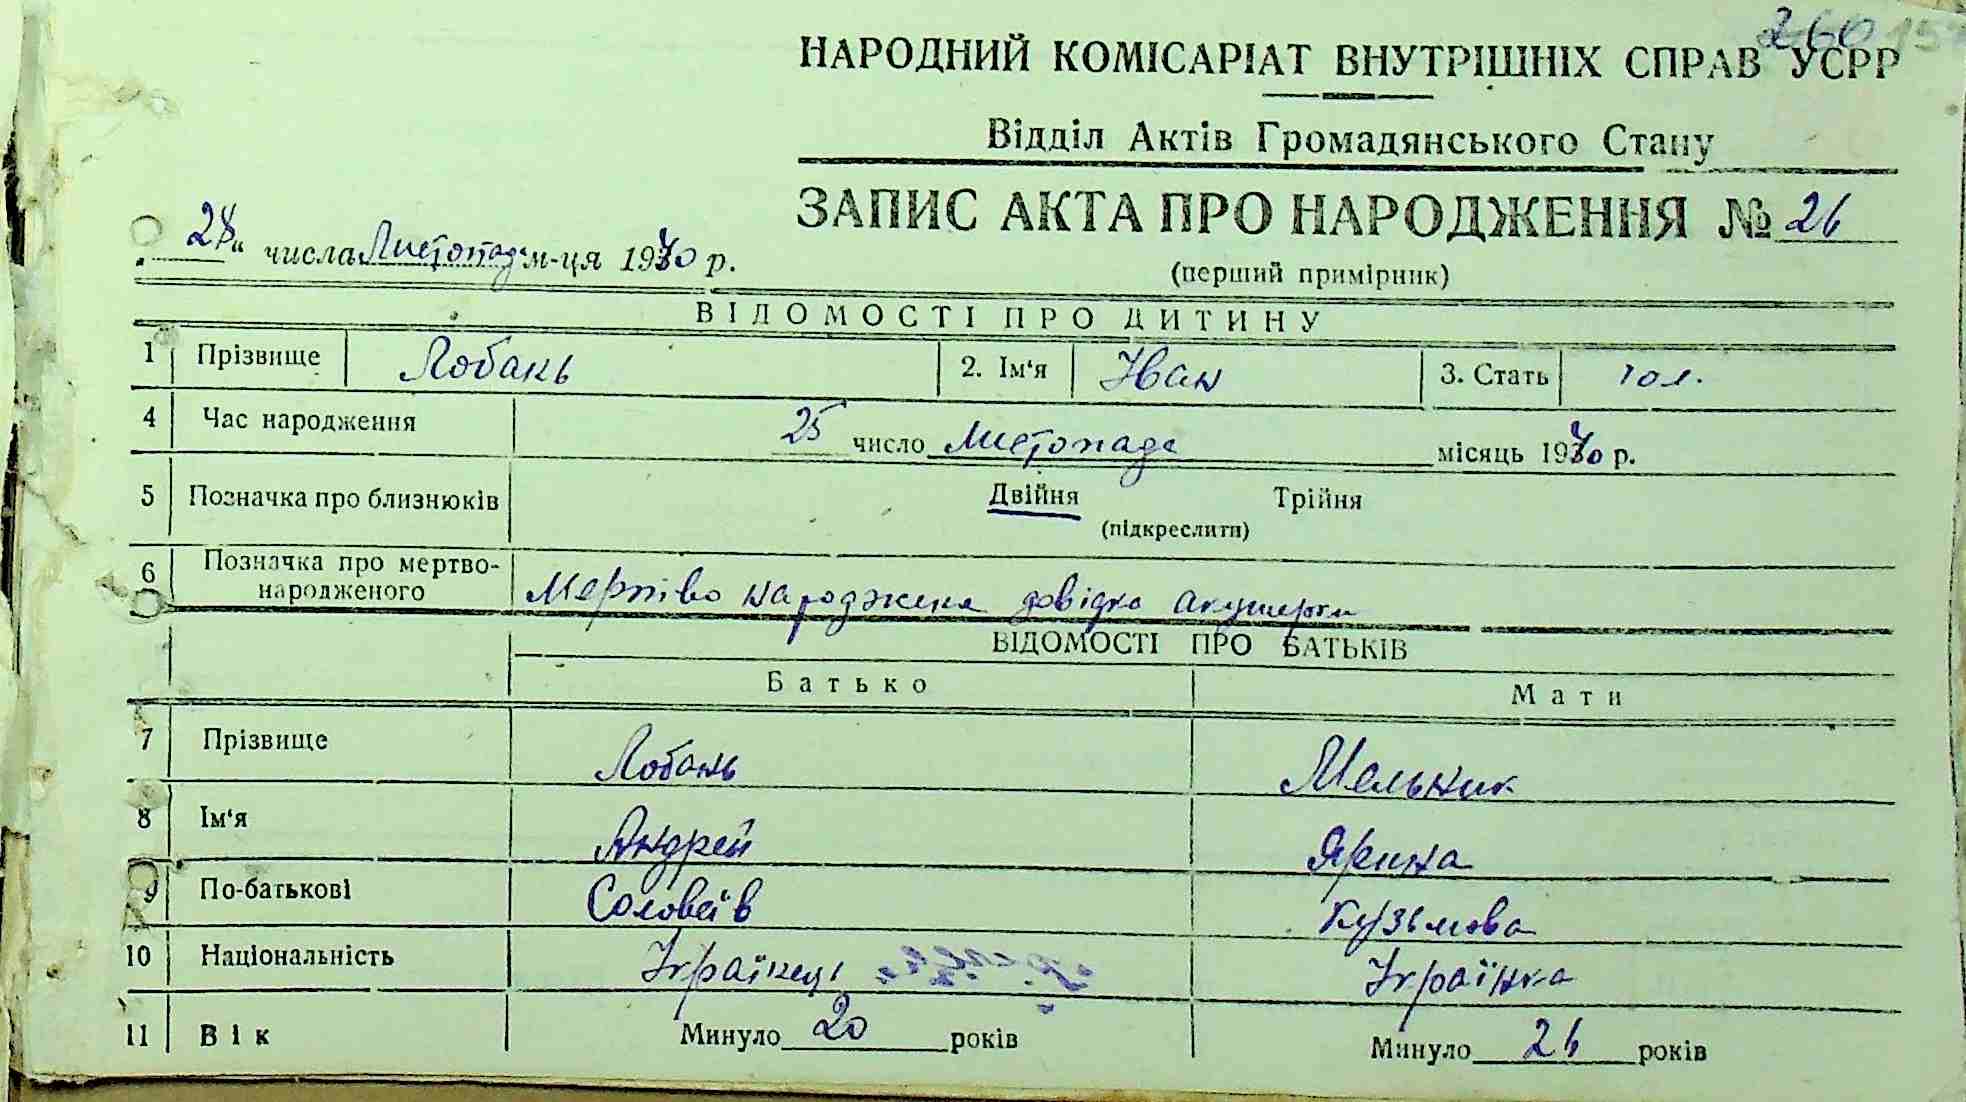 260
НАРОДНИЙ КОМІСАРІАТ ВНУТРІШНІХ СПРАВ УСРР
Відділ Актів Громадянського Стану
ЗАПИС АКТА ПРО НАРОДЖЕННЯ № 26
„28“ числа Листопада м-ця 1940 р.
(перший примірник)
ВІДОМОСТІ ПРО ДИТИНУ
1 Прізвище Лобань 2. Ім'я Іван 3. Стать чол.
4 Час народження 25 число Листопада місяць 1940 р.
5 Позначка про близнюків Двійня Трійня
(підкреслити)
6 Позначка про мертво-
народженого Мертво народжена довідка акушерки
ВІДОМОСТІ ПРО БАТЬКІВ
Батько Мати
7 Прізвище Лобань Мельник
8 Ім'я Андрей Ярина
9 По-батькові Соловеїв Кузьмова
10 Національність Українець Українка
11 Вік Минуло 20 років Минуло 26 років